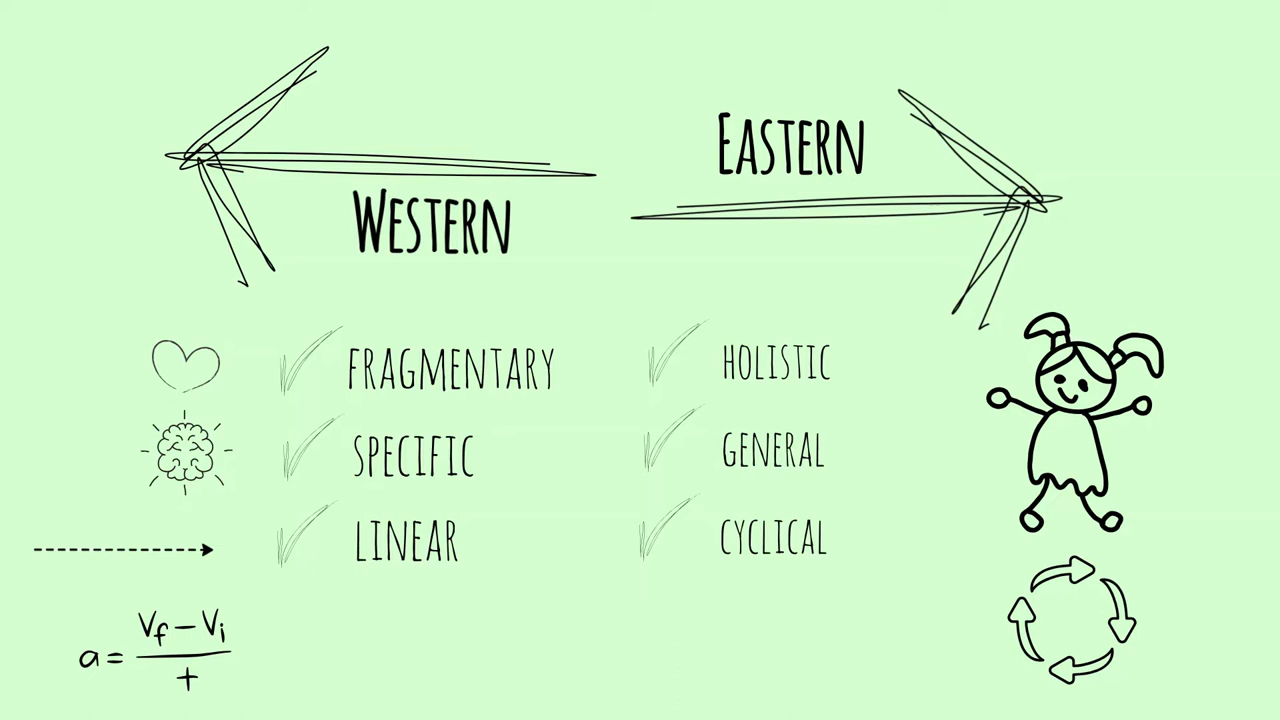 EASTERN
WESTERN
FRAGMENTARY
HOLISTIC
SPECIFIC
GENERAL
LINEAR
CYCLICAL
a = (Vf - Vi) / t